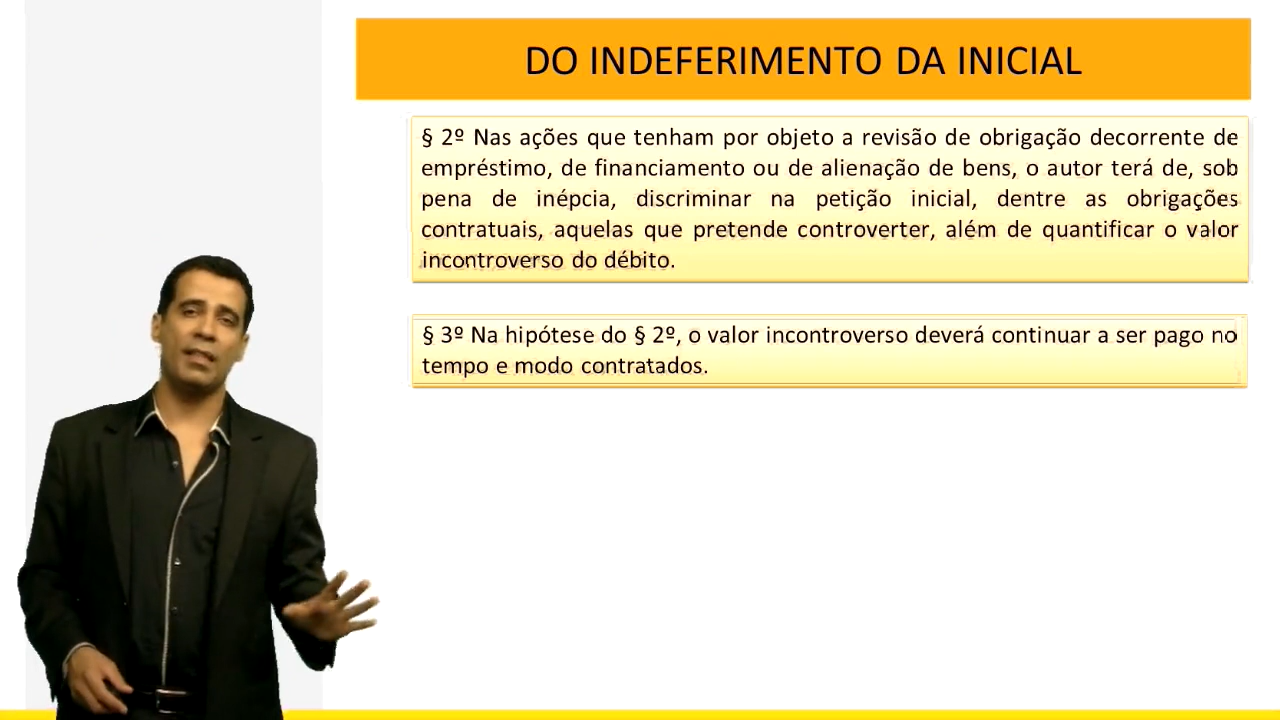 DO INDEFERIMENTO DA INICIAL
§ 2º Nas ações que tenham por objeto a revisão de obrigação decorrente de
empréstimo, de financiamento ou de alienação de bens, o autor terá de, sob
pena de inépcia, discriminar na petição inicial, dentre as obrigações
contratuais, aquelas que pretende controverter, além de quantificar o valor
incontroverso do débito.
§ 3º Na hipótese do § 2º, o valor incontroverso deverá continuar a ser pago no
tempo e modo contratados.